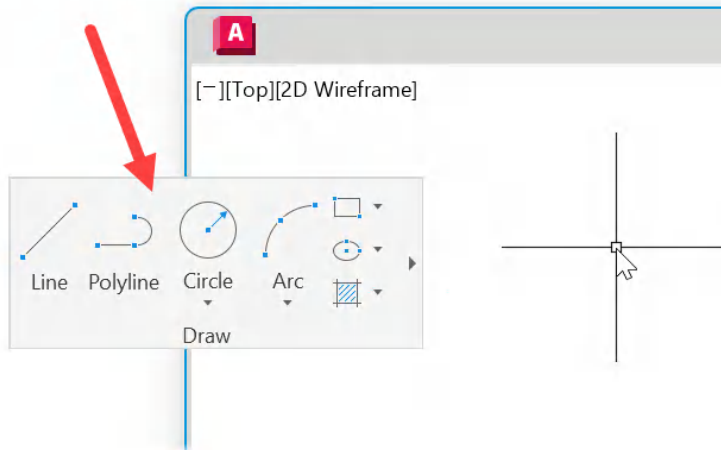 A
[−][Top][2D Wireframe]
Line Polyline Circle Arc
Draw